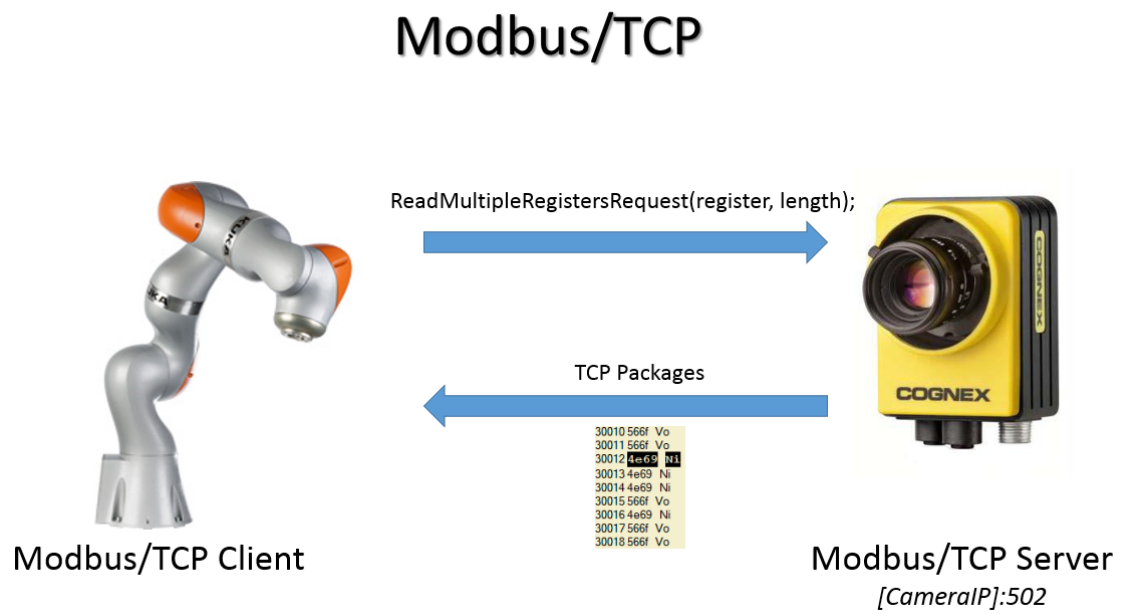 Modbus/TCP
ReadMultipleRegistersRequest(register, length);
KUKA
COGNEX
COGNEX
TCP Packages
30010 566f Vo
30011 566f Vo
30012 4e69 Ni
30013 4e69 Ni
30014 4e69 Ni
30015 566f Vo
30016 4e69 Ni
30017 566f Vo
30018 566f Vo
Modbus/TCP Client
Modbus/TCP Server
[CameraIP]:502